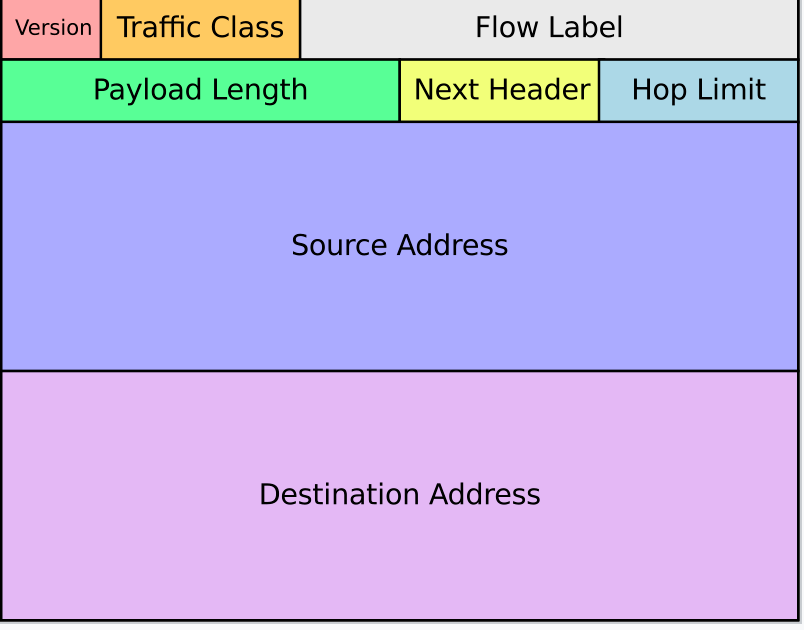 Version Traffic Class Flow Label
Payload Length Next Header Hop Limit
Source Address
Destination Address